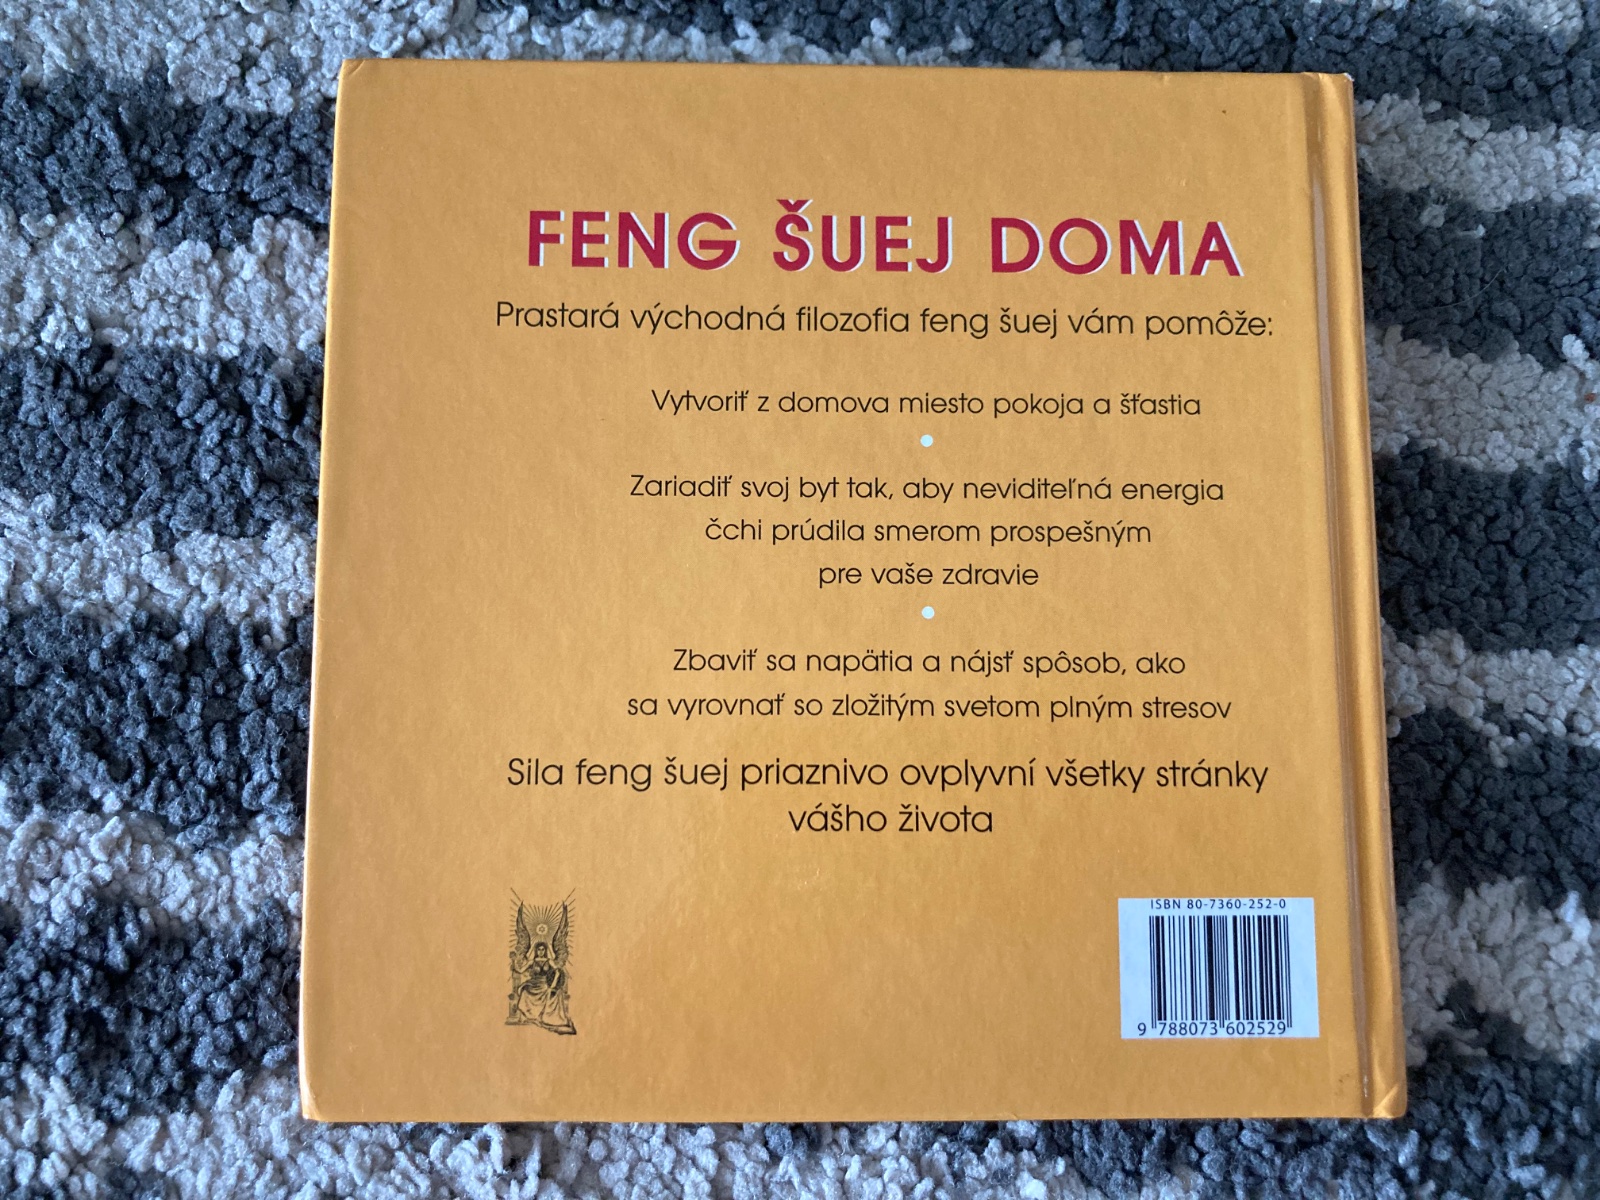 FENG ŠUEJ DOMA
Prastará východná filozofia feng šuej vám pomôže:
Vytvoriť z domova miesto pokoja a šťastia
Zariadiť svoj byt tak, aby neviditeľná energia
čchi prúdila smerom prospešným
pre vaše zdravie
Zbaviť sa napätia a nájsť spôsob, ako
sa vyrovnať so zložitým svetom plným stresov
Sila feng šuej priaznivo ovplyvní všetky stránky
vášho života
ISBN 80-7360-252-0
9 788073 602529